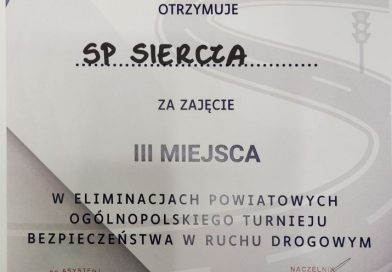 OTRZYMUJE
SP SIERCZA
ZA ZAJĘCIE
III MIEJSCA
W ELIMINACJACH POWIATOWYCH
OGÓLNOPOLSKIEGO TURNIEJU
BEZPIECZEŃSTWA W RUCHU DROGOWYM
NACZELNIK